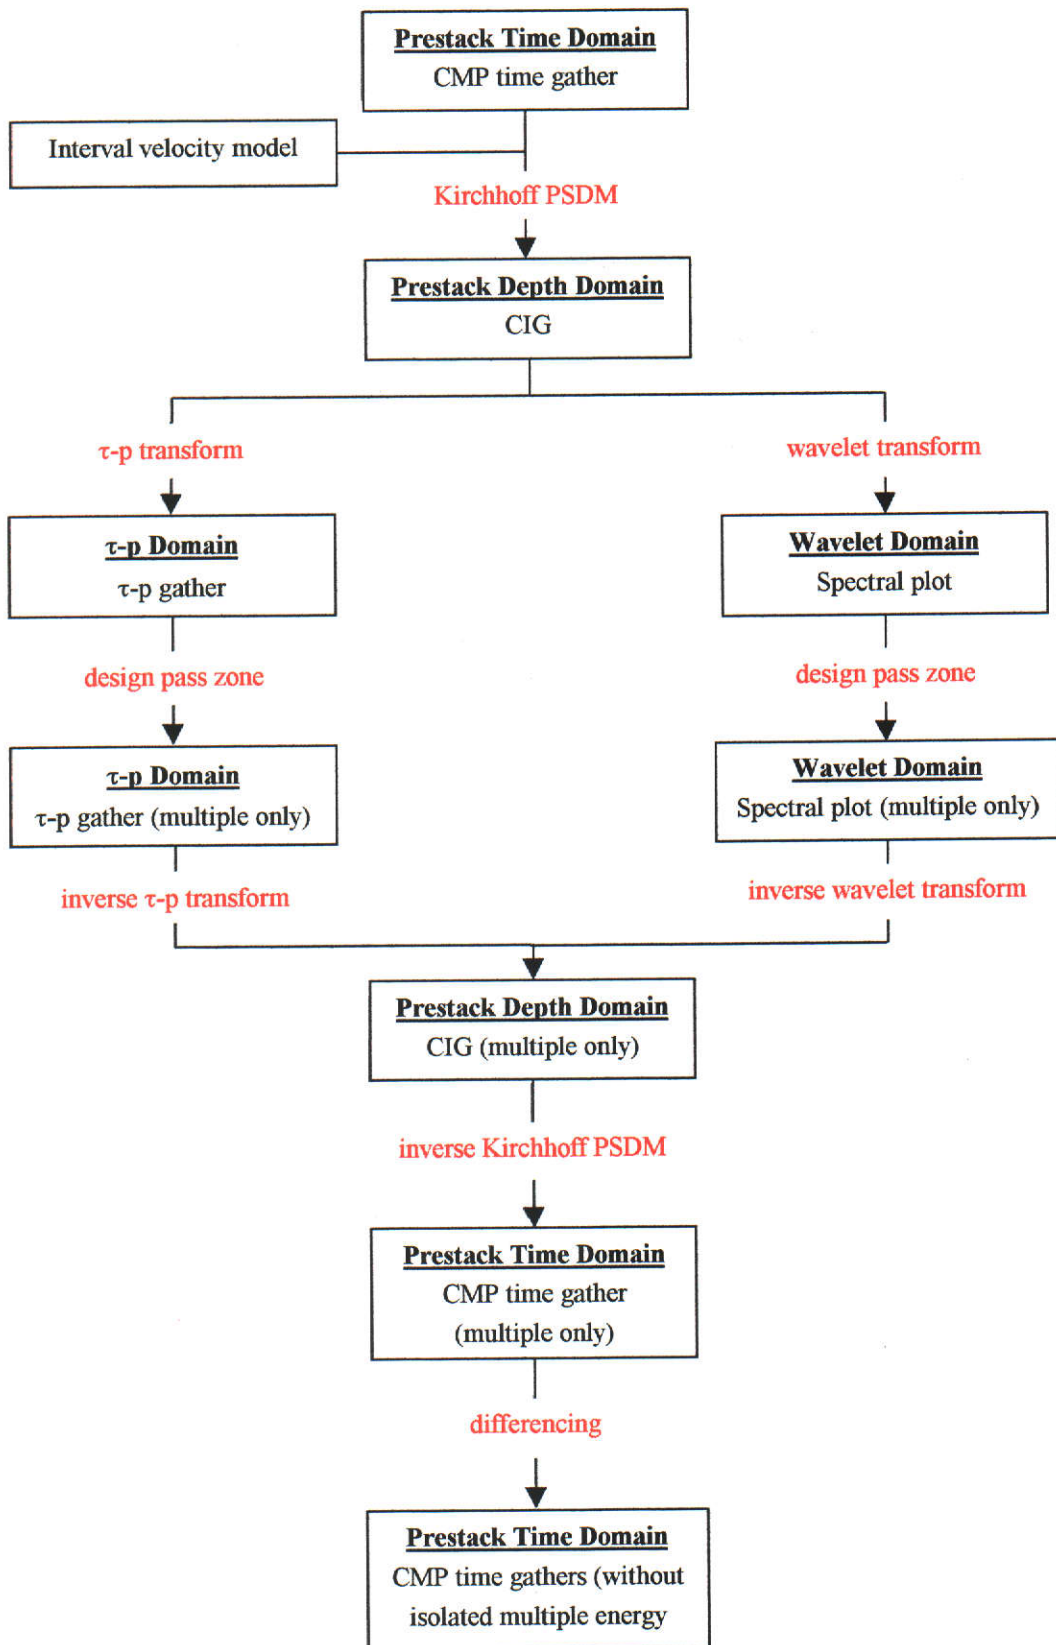 Prestack Time Domain
CMP time gather
Interval velocity model
Kirchhoff PSDM
Prestack Depth Domain
CIG
τ-p transform
wavelet transform
τ-p Domain
τ-p gather
Wavelet Domain
Spectral plot
design pass zone
design pass zone
τ-p Domain
τ-p gather (multiple only)
Wavelet Domain
Spectral plot (multiple only)
inverse τ-p transform
inverse wavelet transform
Prestack Depth Domain
CIG (multiple only)
inverse Kirchhoff PSDM
Prestack Time Domain
CMP time gather
(multiple only)
differencing
Prestack Time Domain
CMP time gathers (without
isolated multiple energy